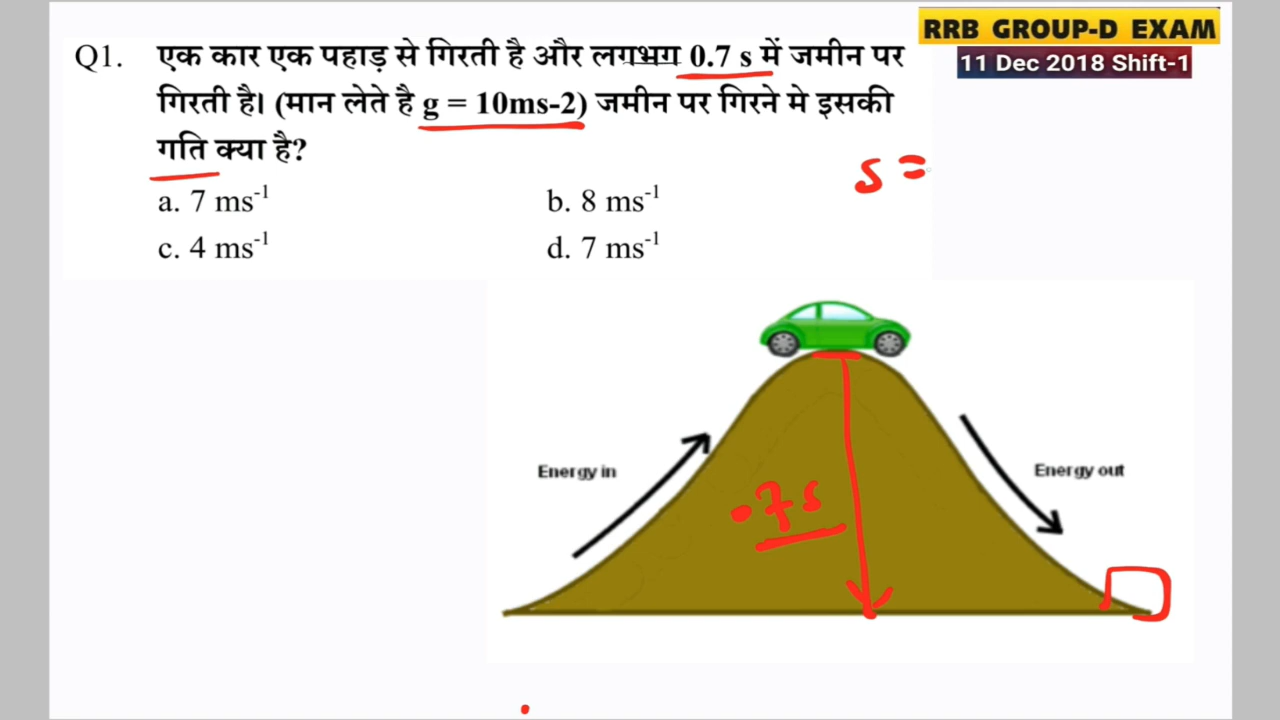 RRB GROUP-D EXAM
11 Dec 2018 Shift-1
Q1. एक कार एक पहाड़ से गिरती है और लगभग 0.7 s में जमीन पर
गिरती है। (मान लेते है g = 10ms-2) जमीन पर गिरने मे इसकी
गति क्या है?
s =
a. 7 ms-1 b. 8 ms-1
c. 4 ms-1 d. 7 ms-1
Energy in
Energy out
.7 s